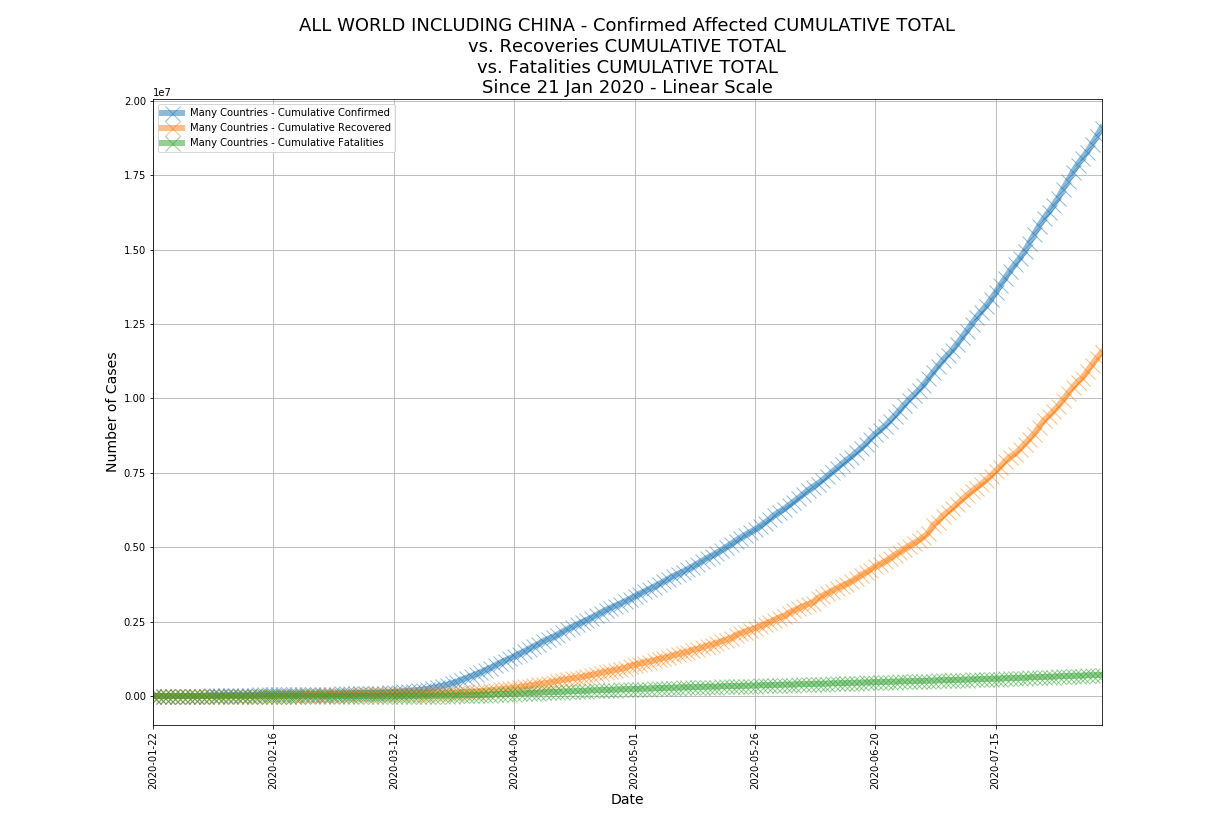 ALL WORLD INCLUDING CHINA - Confirmed Affected CUMULATIVE TOTAL
vs. Recoveries CUMULATIVE TOTAL
vs. Fatalities CUMULATIVE TOTAL
Since 21 Jan 2020 - Linear Scale
1e7
Many Countries - Cumulative Confirmed
Many Countries - Cumulative Recovered
Many Countries - Cumulative Fatalities
2.00
1.75
1.50
1.25
1.00
0.75
0.50
0.25
0.00
Number of Cases
2020-01-22
2020-02-16
2020-03-12
2020-04-06
2020-05-01
2020-05-26
2020-06-20
2020-07-15
Date